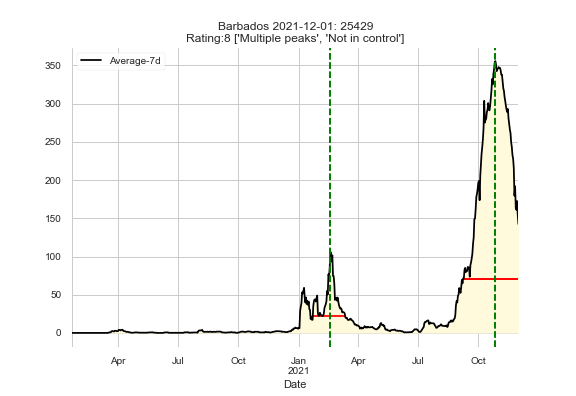 Barbados 2021-12-01: 25429
Rating:8 ['Multiple peaks', 'Not in control']
Average-7d
350
300
250
200
150
100
50
0
Apr Jul Oct Jan Apr Jul Oct
2021
Date